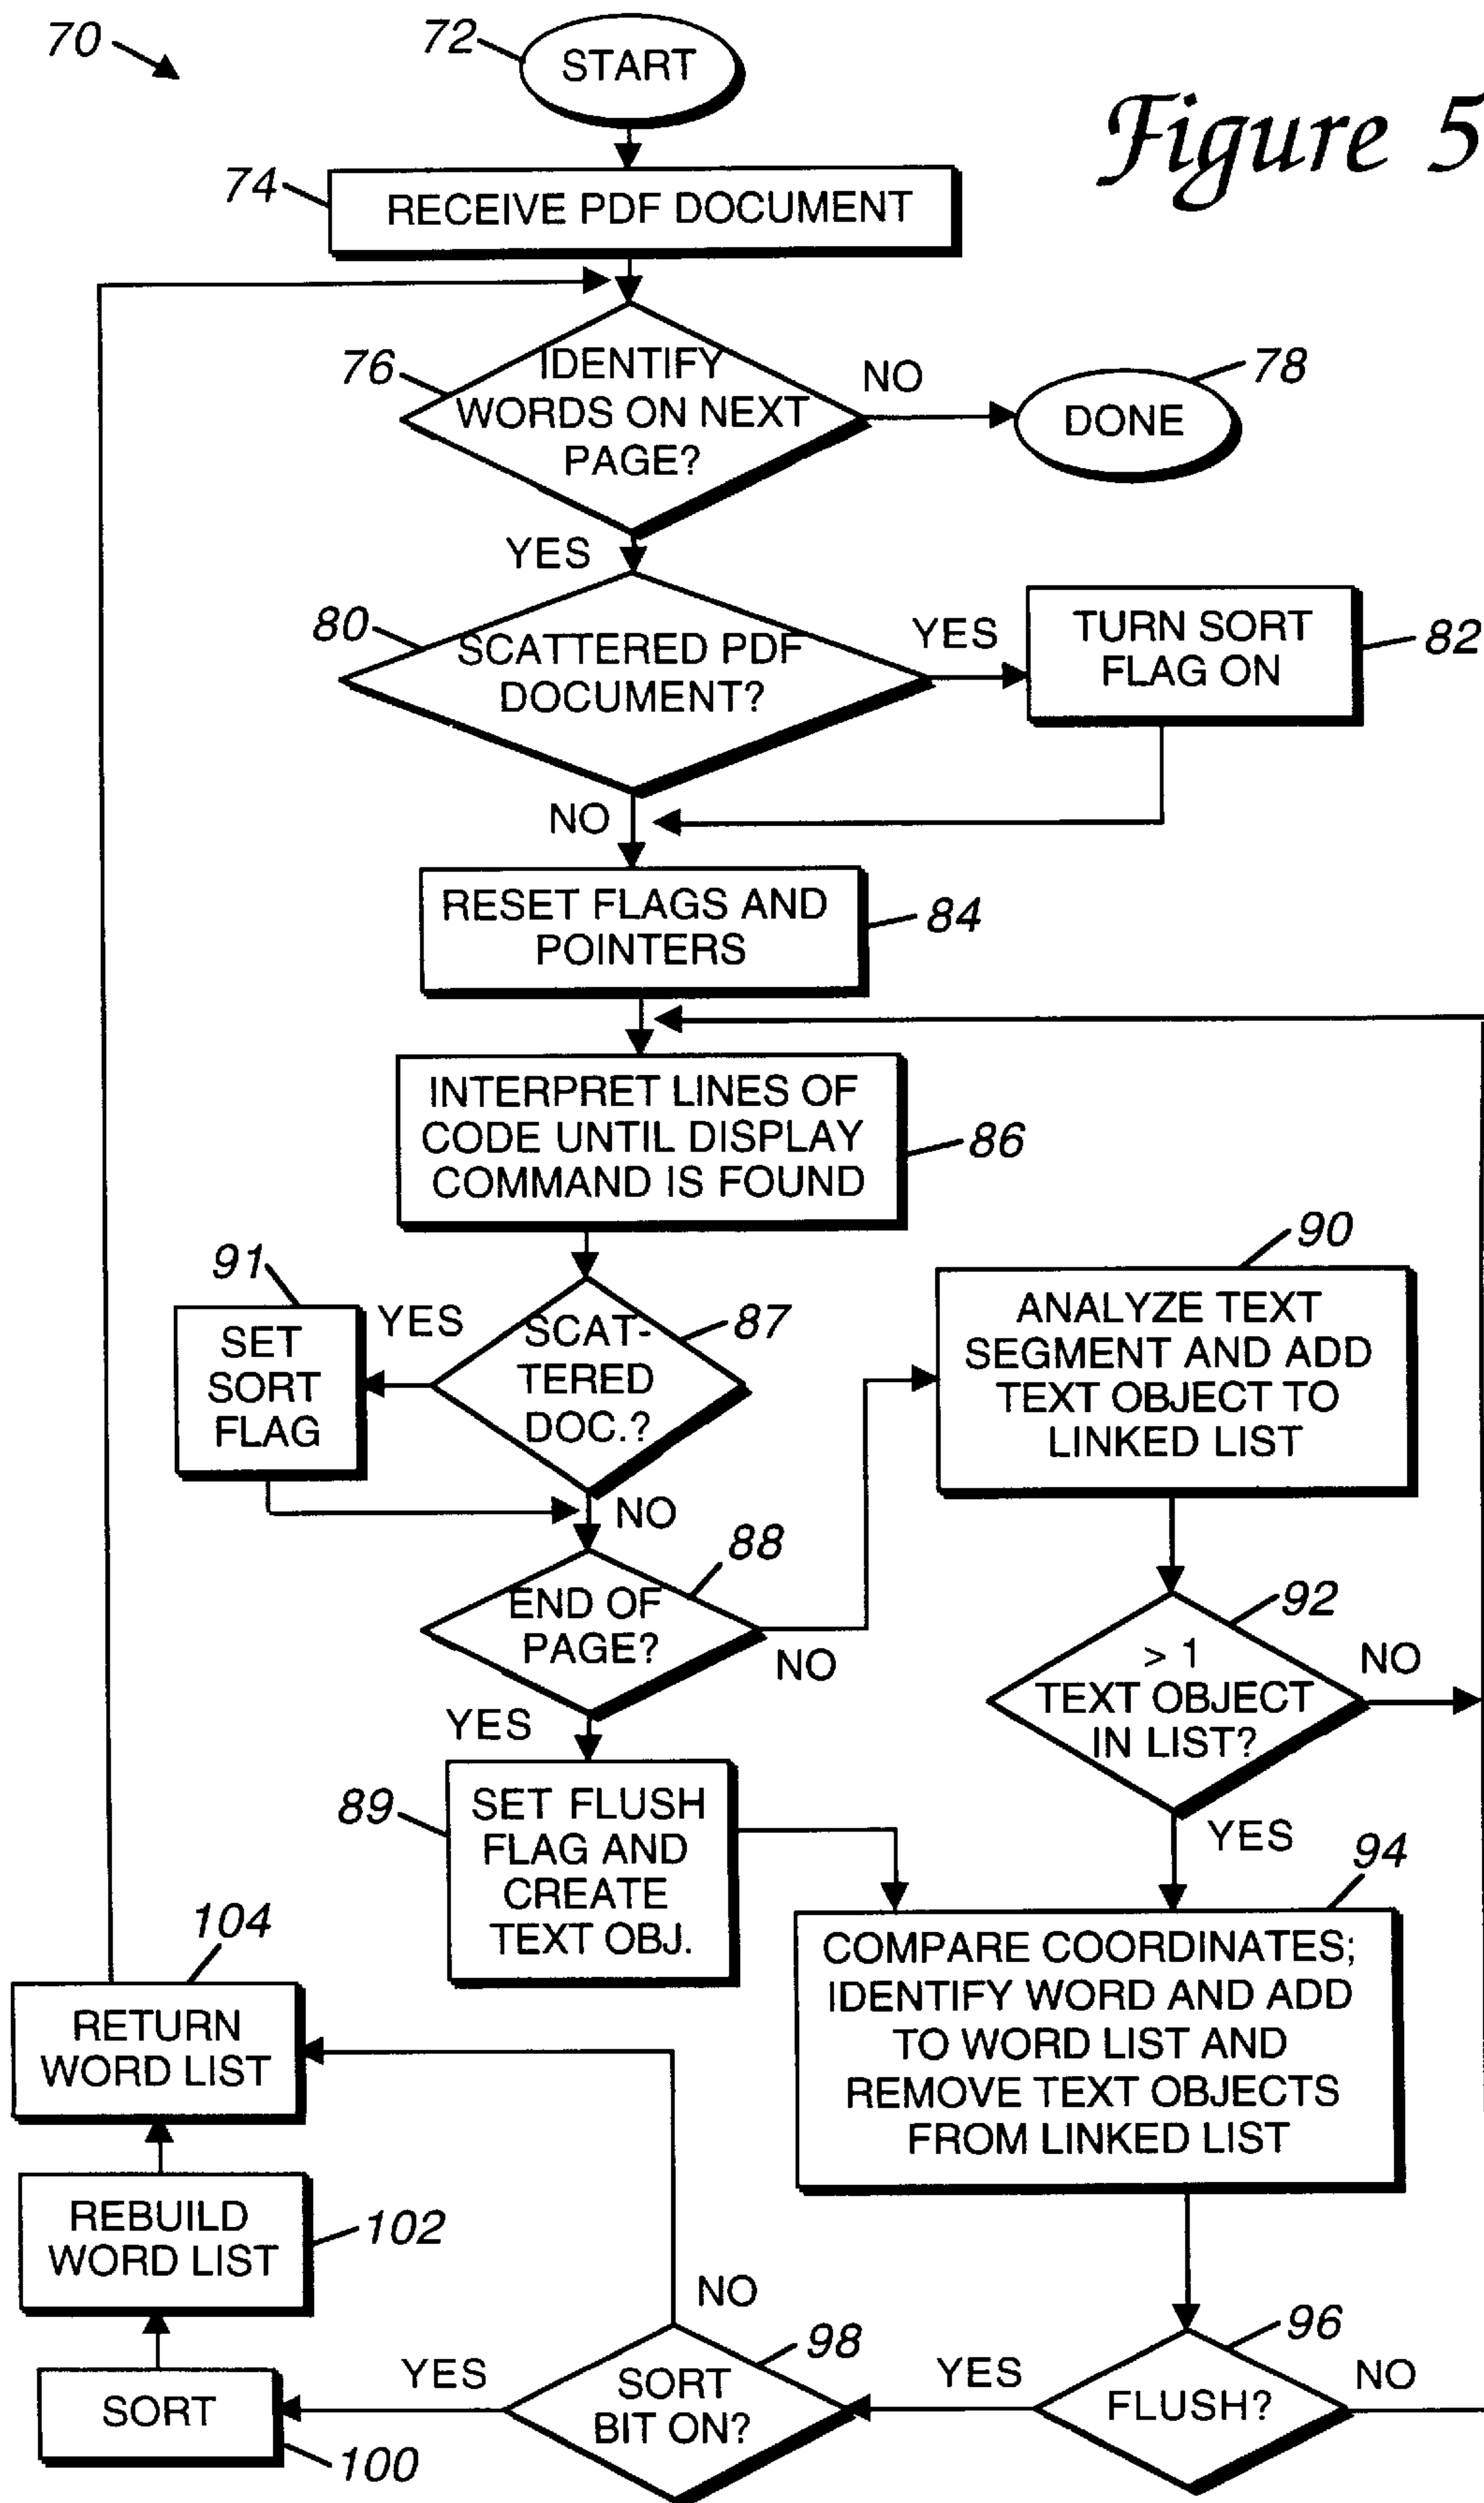 70
72
START
Figure 5
74
RECEIVE PDF DOCUMENT
76
IDENTIFY
WORDS ON NEXT
PAGE?
NO
78
DONE
YES
80
SCATTERED PDF
DOCUMENT?
YES
TURN SORT
FLAG ON
82
NO
RESET FLAGS AND
POINTERS
84
INTERPRET LINES OF
CODE UNTIL DISPLAY
COMMAND IS FOUND
86
91
YES
SET
SORT
FLAG
SCAT-
TERED
DOC.?
87
NO
90
ANALYZE TEXT
SEGMENT AND ADD
TEXT OBJECT TO
LINKED LIST
88
END OF
PAGE?
NO
YES
92
> 1
TEXT OBJECT
IN LIST?
NO
YES
89
SET FLUSH
FLAG AND
CREATE
TEXT OBJ.
94
COMPARE COORDINATES;
IDENTIFY WORD AND ADD
TO WORD LIST AND
REMOVE TEXT OBJECTS
FROM LINKED LIST
104
RETURN
WORD LIST
REBUILD
WORD LIST
102
NO
98
SORT
BIT ON?
YES
SORT
100
YES
96
FLUSH?
NO